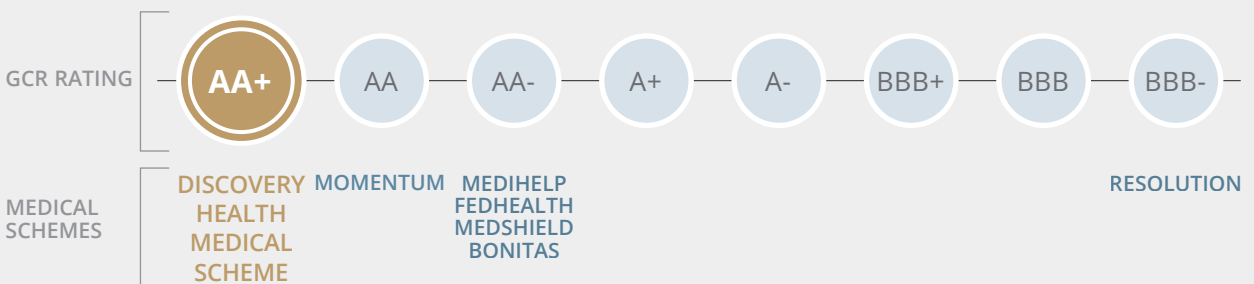 GCR RATING
AA+
AA
AA-
A+
A-
BBB+
BBB
BBB-
MEDICAL
SCHEMES
DISCOVERY
HEALTH
MEDICAL
SCHEME
MOMENTUM
MEDIHELP
FEDHEALTH
MEDSHIELD
BONITAS
RESOLUTION